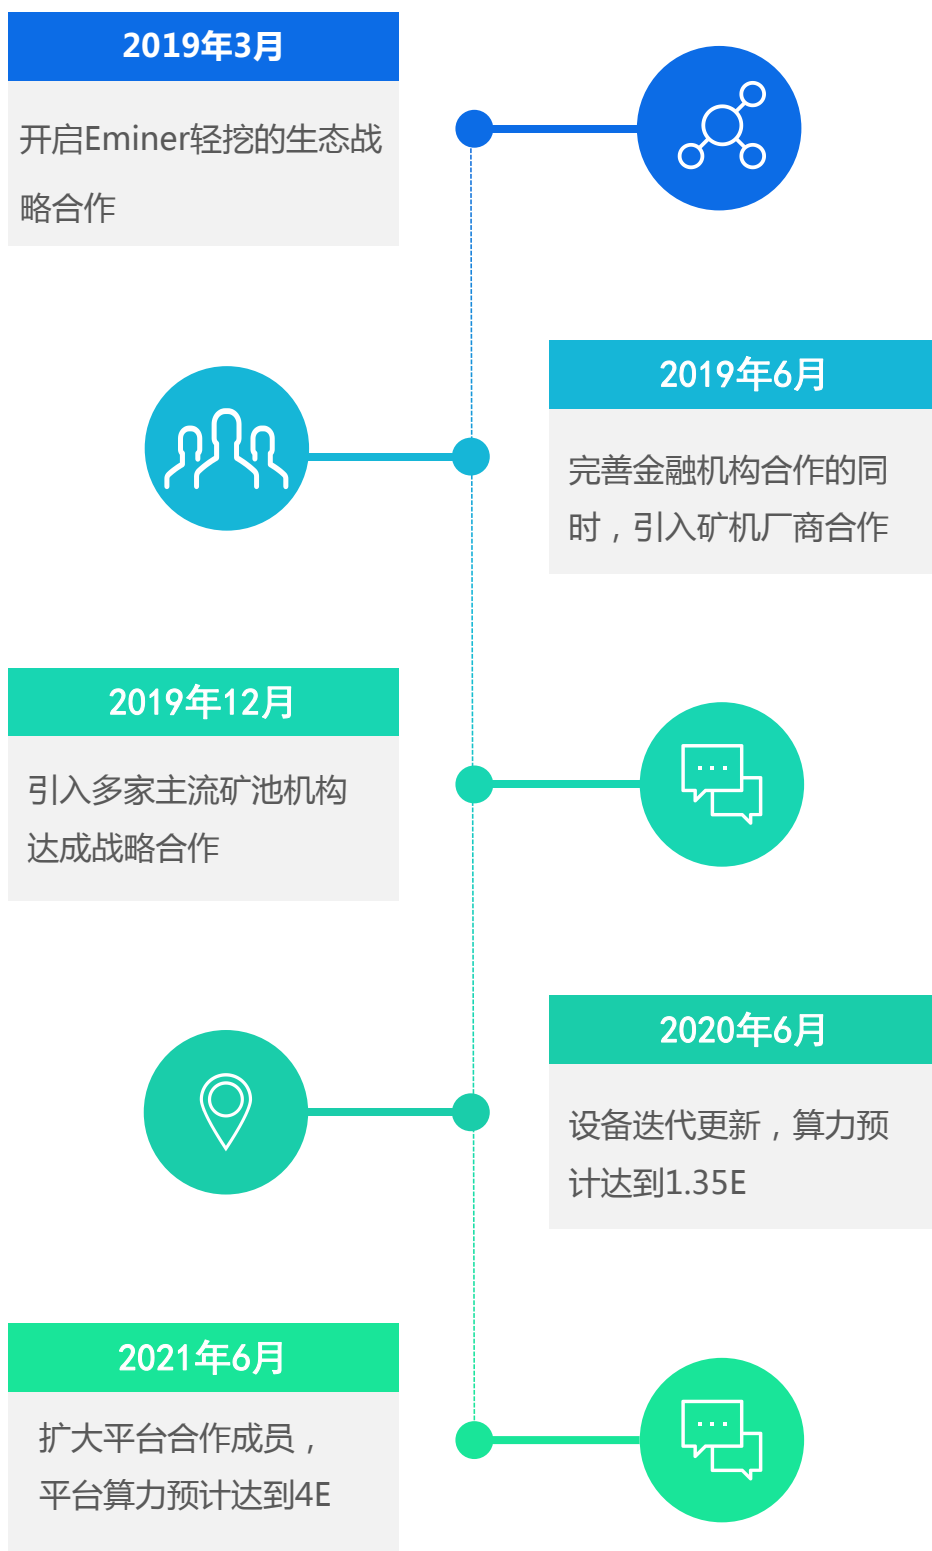 2019年3月
开启Eminer轻挖的生态战
略合作
2019年6月
完善金融机构合作的同
时，引入矿机厂商合作
2019年12月
引入多家主流矿池机构
达成战略合作
2020年6月
设备迭代更新，算力预
计达到1.35E
2021年6月
扩大平台合作成员，
平台算力预计达到4E